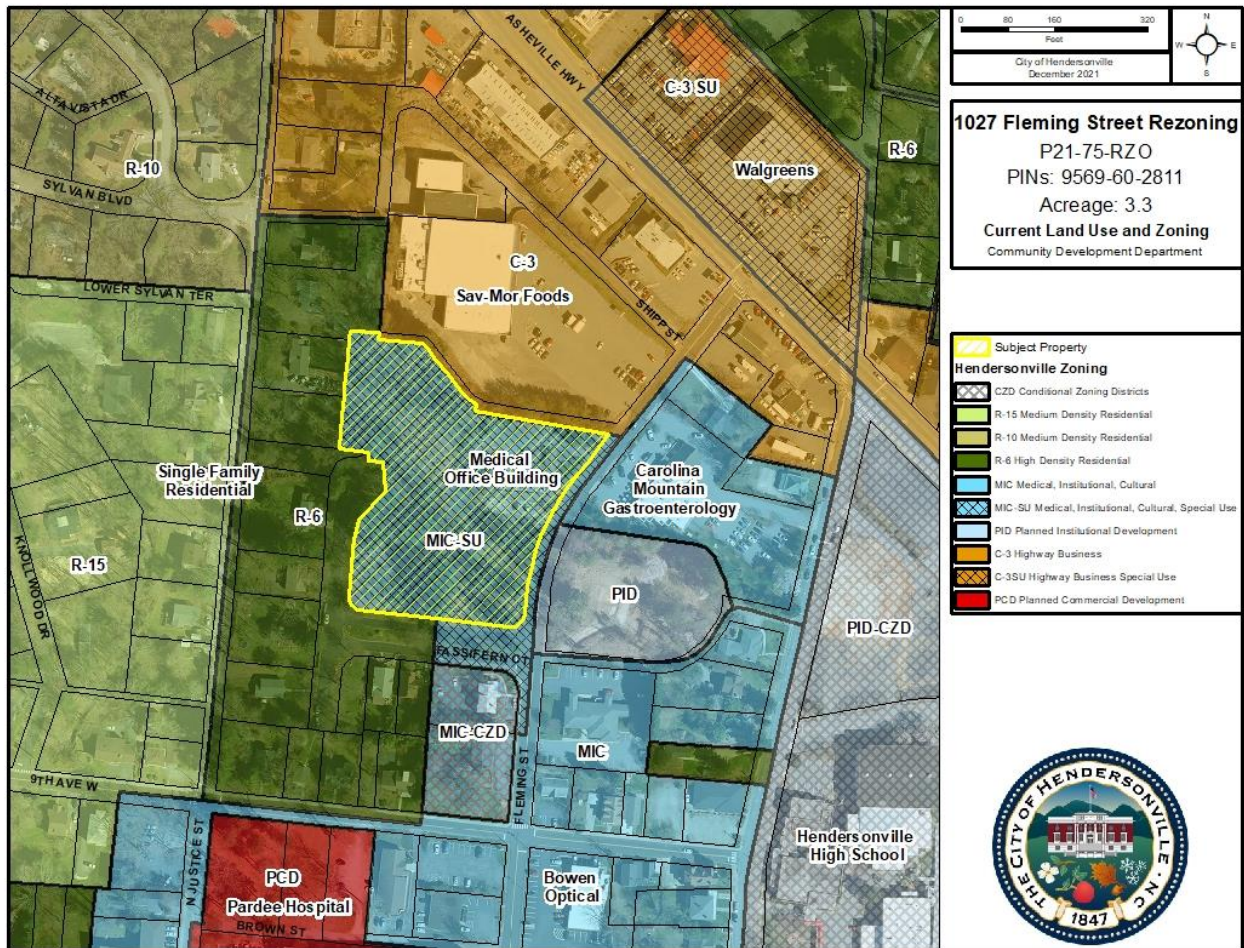 ASHEVILLE HWY
C-3 SU
Walgreens
R-6
ALTA VISTA DR
R-10
SYLVAN BLVD
LOWER SYLVAN TER
C-3
Sav-Mor Foods
SHIPP ST
Medical
Office Building
MIC-SU
Carolina
Mountain
Gastroenterology
Single Family
Residential
R-6
R-15
KNOLLWOOD DR
PID
PID-CZD
TASSIFERN CT
MIC-CZD
MIC
FLEMING ST
9TH AVE W
N JUSTICE ST
PCD
Pardee Hospital
BROWN ST
Bowen
Optical
Hendersonville
High School
0 80 160 320
Feet
City of Hendersonville
December 2021
N
W E
S
1027 Fleming Street Rezoning
P21-75-RZO
PINs: 9569-60-2811
Acreage: 3.3
Current Land Use and Zoning
Community Development Department
Subject Property
Hendersonville Zoning
CZD Conditional Zoning Districts
R-15 Medium Density Residential
R-10 Medium Density Residential
R-6 High Density Residential
MIC Medical, Institutional, Cultural
MIC-SU Medical, Institutional, Cultural, Special Use
PID Planned Institutional Development
C-3 Highway Business
C-3SU Highway Business Special Use
PCD Planned Commercial Development
THE CITY OF HENDERSONVILLE · NC
1847